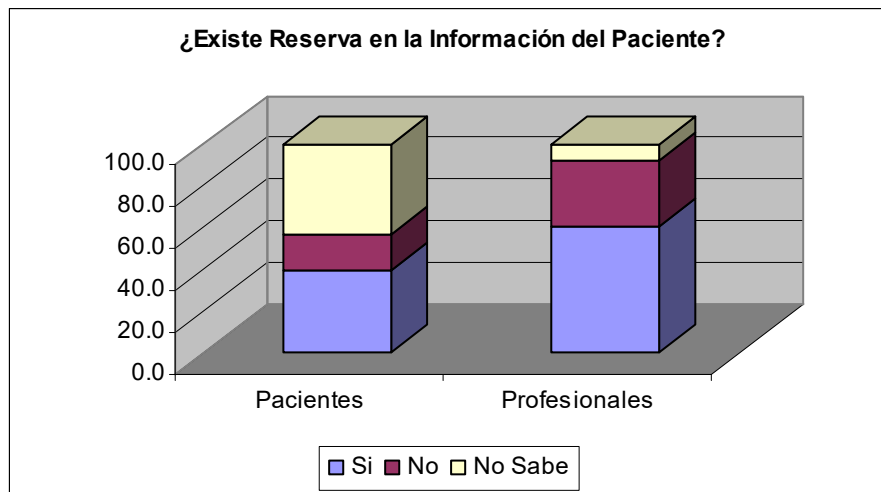 ¿Existe Reserva en la Información del Paciente?
100.0
80.0
60.0
40.0
20.0
0.0
Pacientes Profesionales
Si No No Sabe